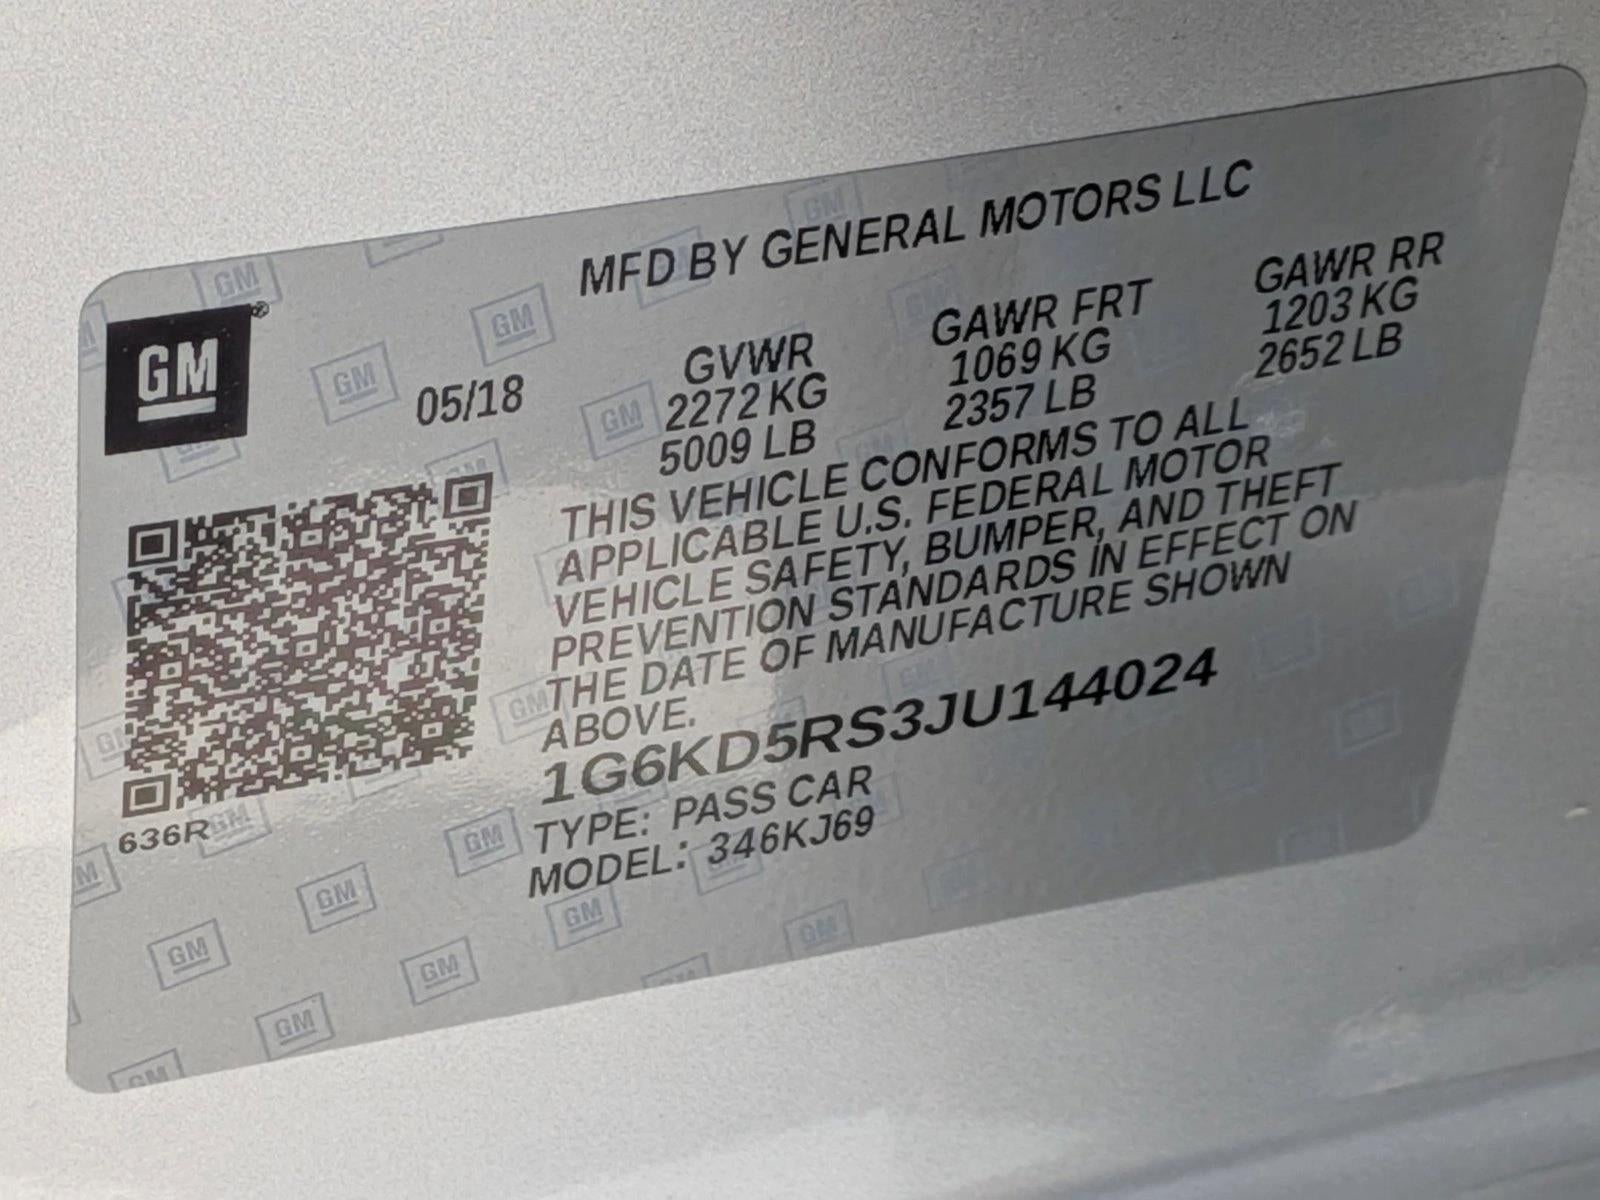 MFD BY GENERAL MOTORS LLC
GM
05/18
GVWR GAWR FRT GAWR RR
2272 KG 1069 KG 1203 KG
5009 LB 2357 LB 2652 LB
THIS VEHICLE CONFORMS TO ALL
APPLICABLE U.S. FEDERAL MOTOR
VEHICLE SAFETY, BUMPER, AND THEFT
PREVENTION STANDARDS IN EFFECT ON
THE DATE OF MANUFACTURE SHOWN
ABOVE.
1G6KD5RS3JU144024
TYPE: PASS CAR
MODEL: 346KJ69
636R